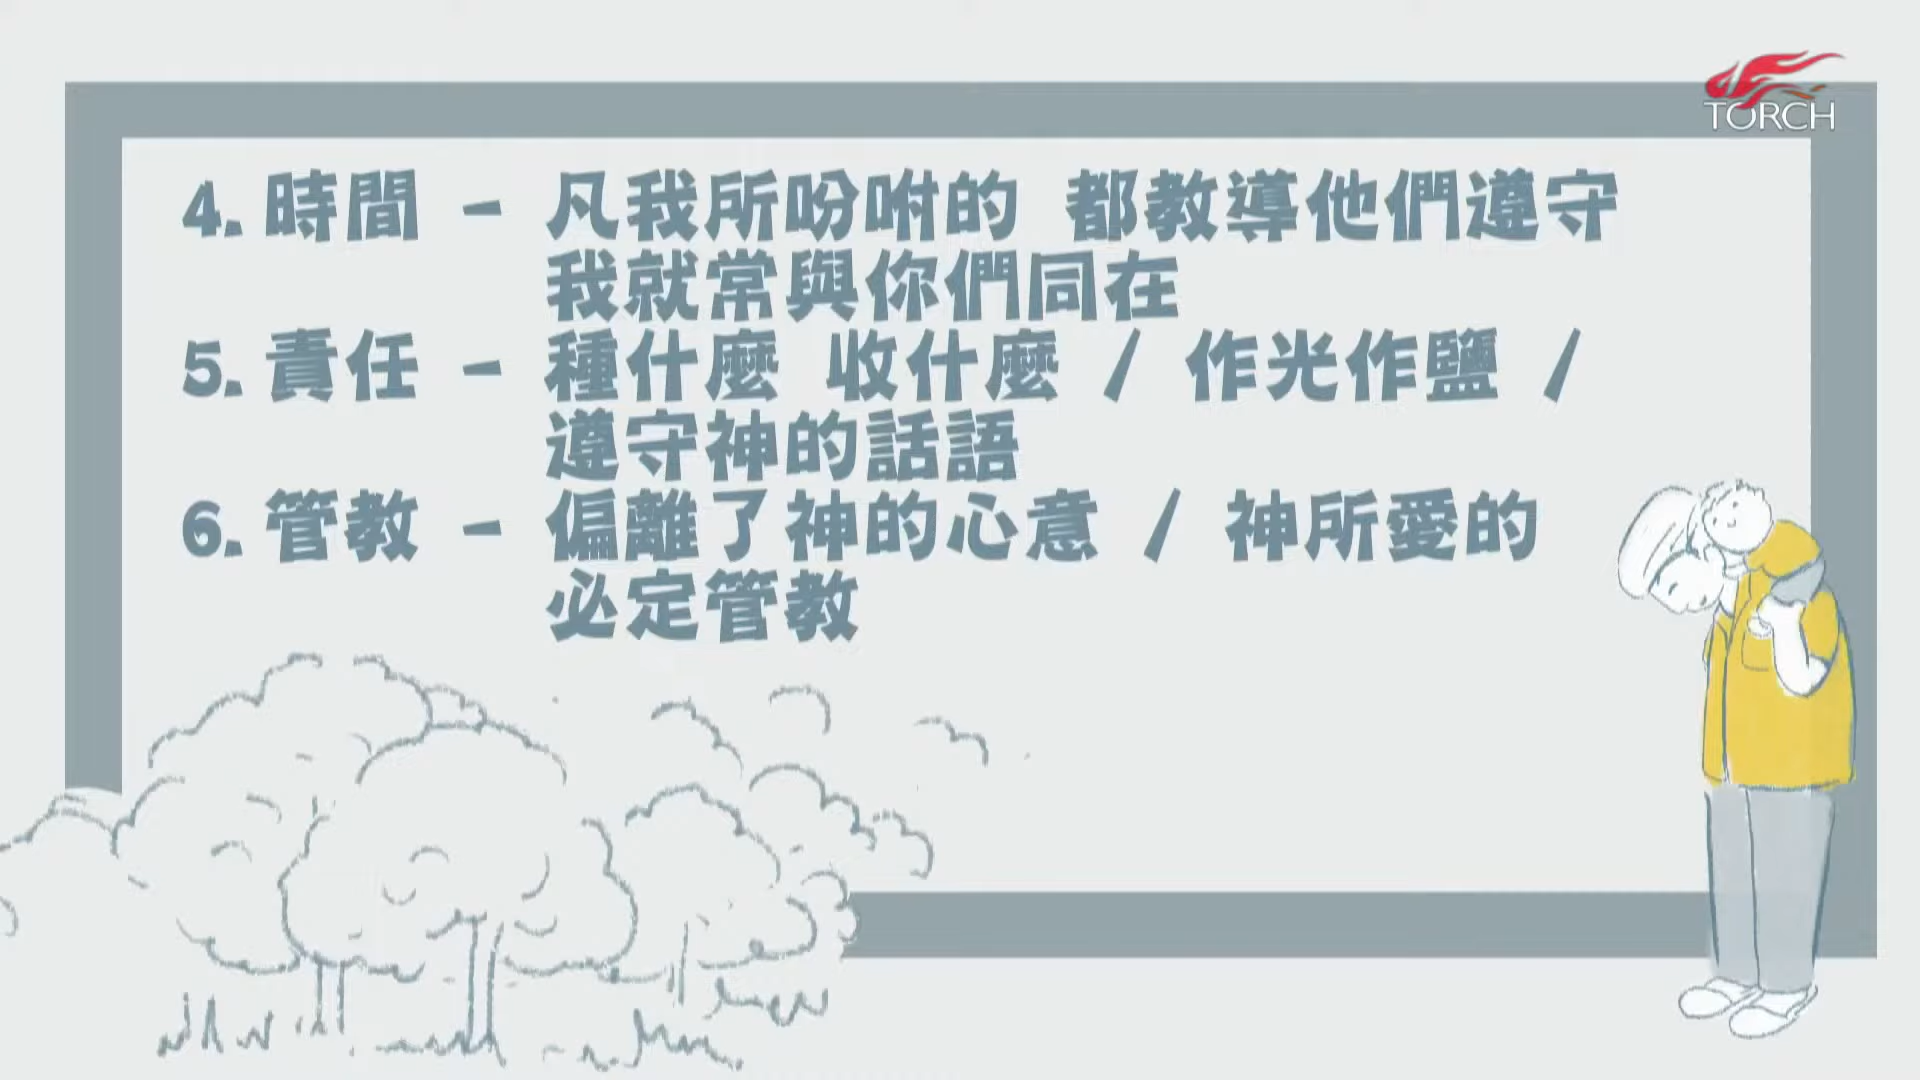 TORCH
4. 時間 - 凡我所吩咐的 都教導他們遵守
我就常與你們同在
5. 責任 - 種什麼 收什麼 / 作光作鹽 /
遵守神的話語
6. 管教 - 偏離了神的心意 / 神所愛的
必定管教